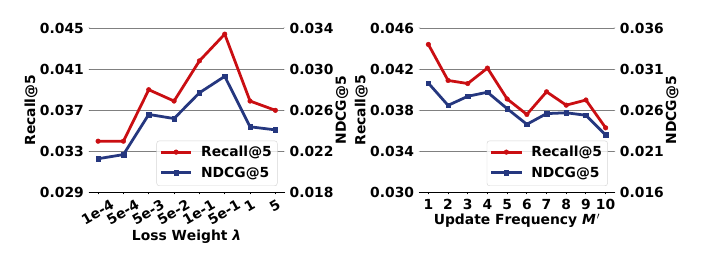 0.045
0.041
0.037
0.033
0.029
Recall@5
0.034
0.030
0.026
0.022
0.018
NDCG@5
Recall@5
NDCG@5
1e-4
5e-4
5e-3
5e-2
1e-1
5e-1
1
5
Loss Weight λ
0.046
0.042
0.038
0.034
0.030
Recall@5
0.036
0.031
0.026
0.021
0.016
NDCG@5
Recall@5
NDCG@5
1 2 3 4 5 6 7 8 9 10
Update Frequency M′